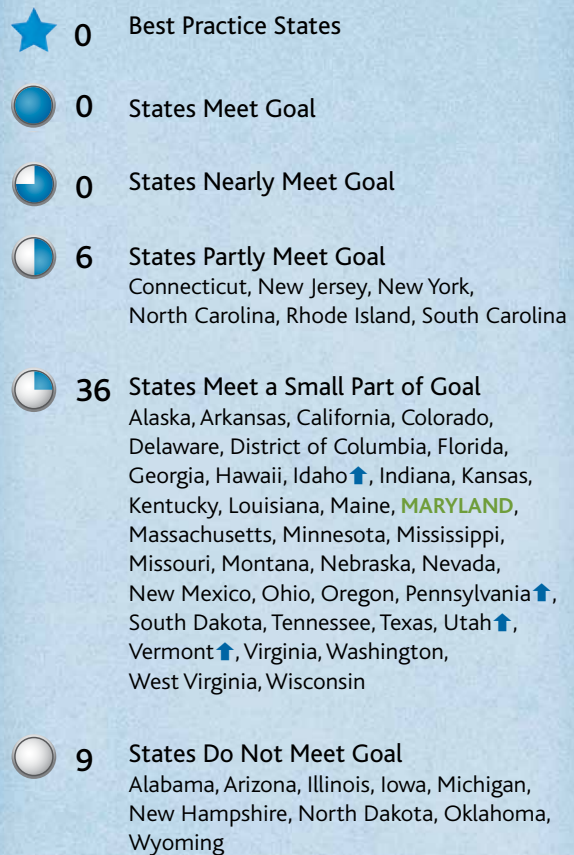 0 Best Practice States
0 States Meet Goal
0 States Nearly Meet Goal
6 States Partly Meet Goal
Connecticut, New Jersey, New York,
North Carolina, Rhode Island, South Carolina
36 States Meet a Small Part of Goal
Alaska, Arkansas, California, Colorado,
Delaware, District of Columbia, Florida,
Georgia, Hawaii, Idaho⬆, Indiana, Kansas,
Kentucky, Louisiana, Maine, MARYLAND,
Massachusetts, Minnesota, Mississippi,
Missouri, Montana, Nebraska, Nevada,
New Mexico, Ohio, Oregon, Pennsylvania⬆,
South Dakota, Tennessee, Texas, Utah⬆,
Vermont⬆, Virginia, Washington,
West Virginia, Wisconsin
9 States Do Not Meet Goal
Alabama, Arizona, Illinois, Iowa, Michigan,
New Hampshire, North Dakota, Oklahoma,
Wyoming